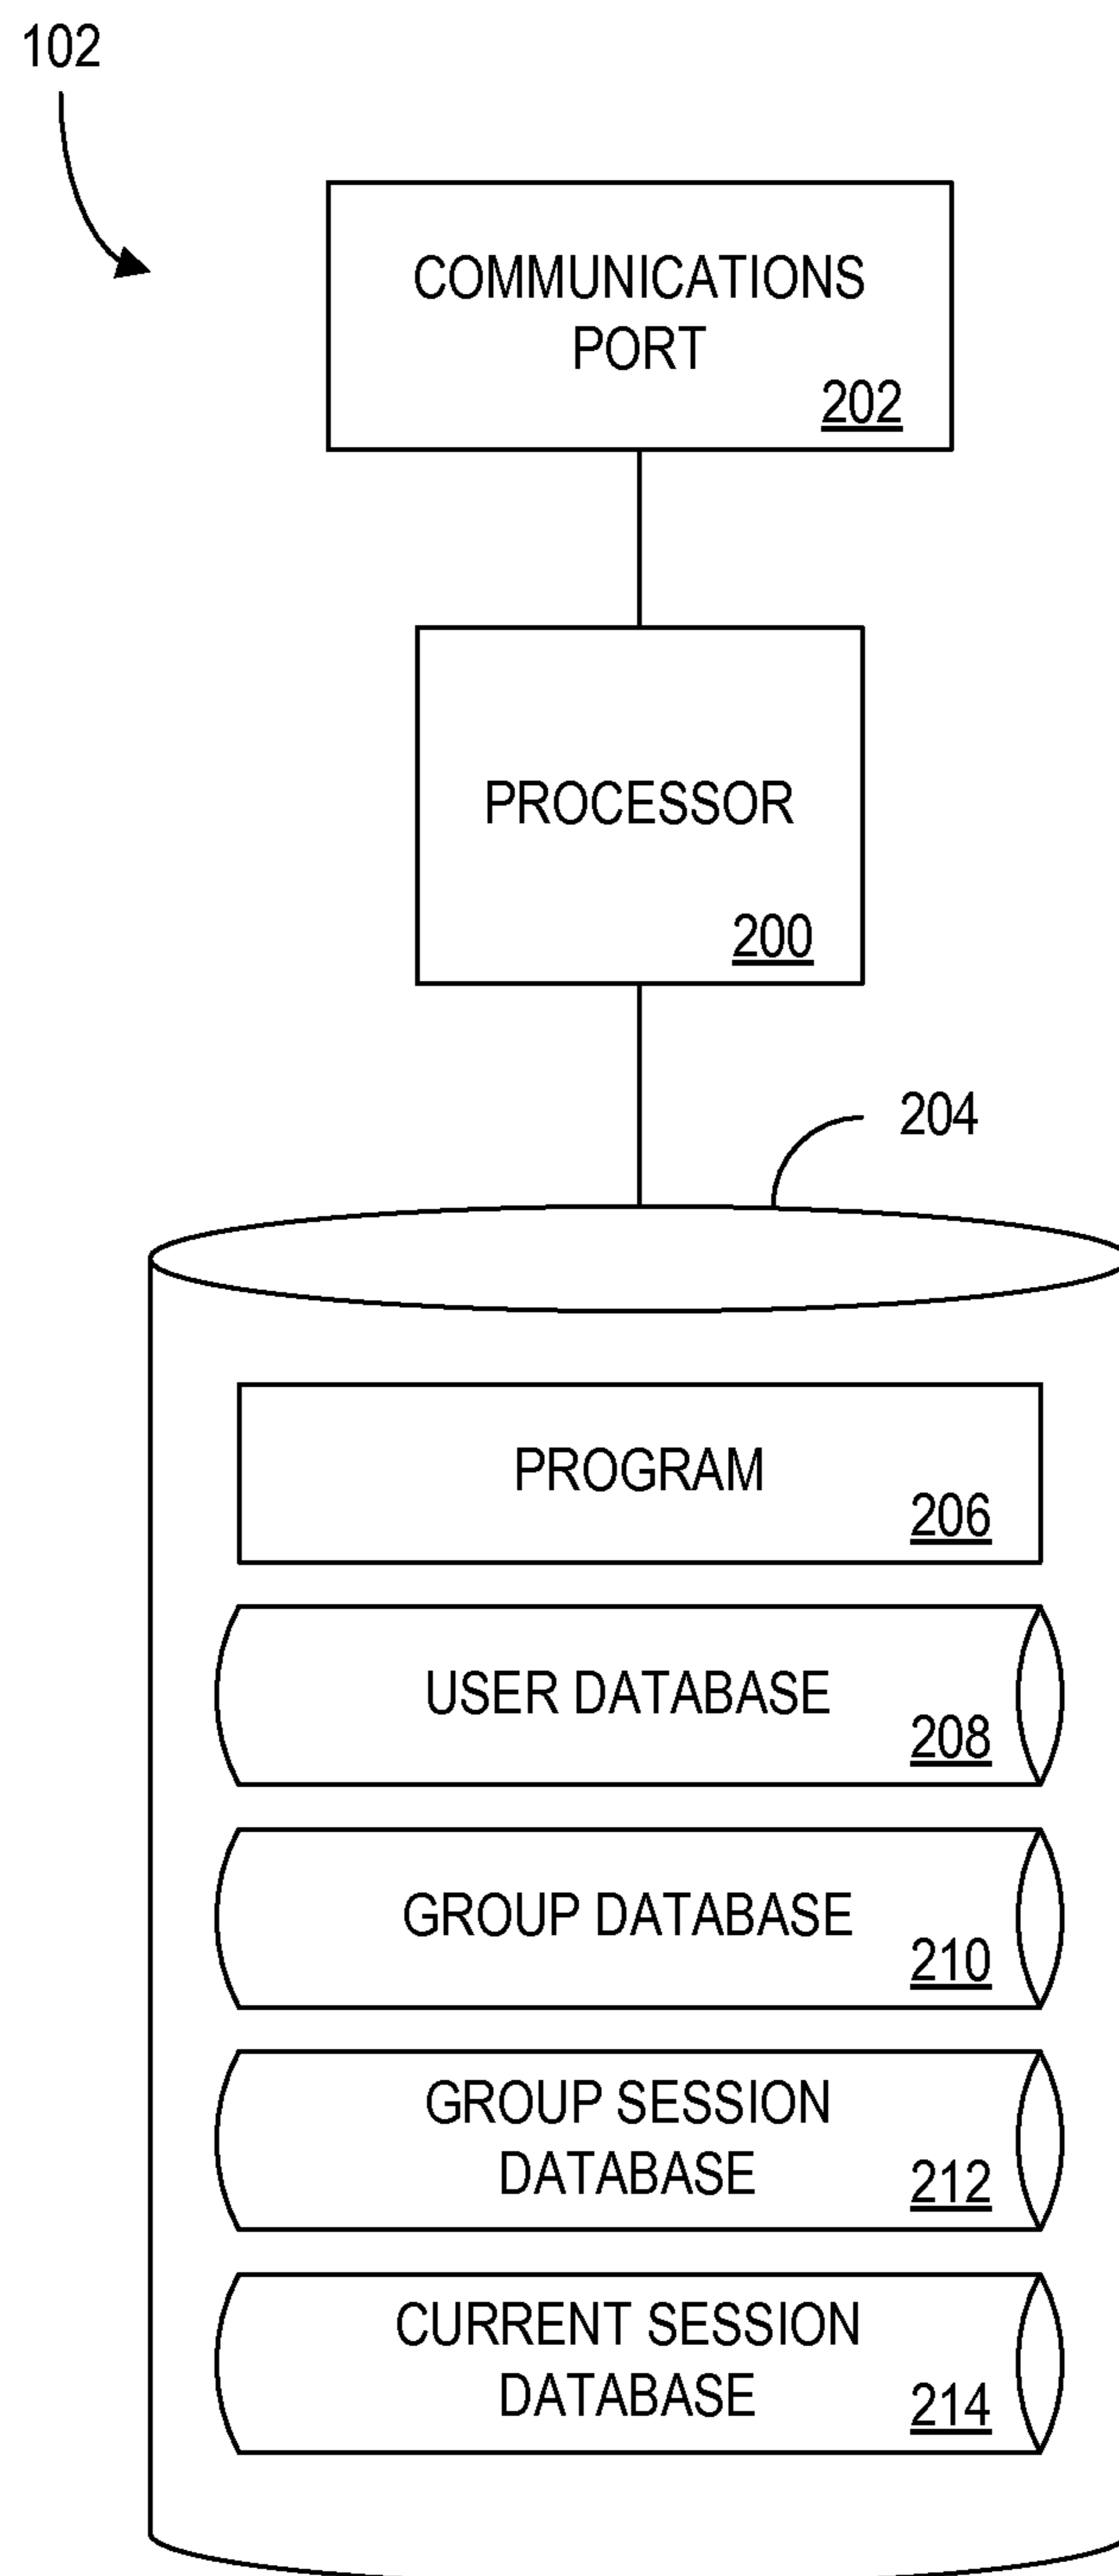 102
COMMUNICATIONS
PORT
202
PROCESSOR
200
204
PROGRAM
206
USER DATABASE
208
GROUP DATABASE
210
GROUP SESSION
DATABASE
212
CURRENT SESSION
DATABASE
214